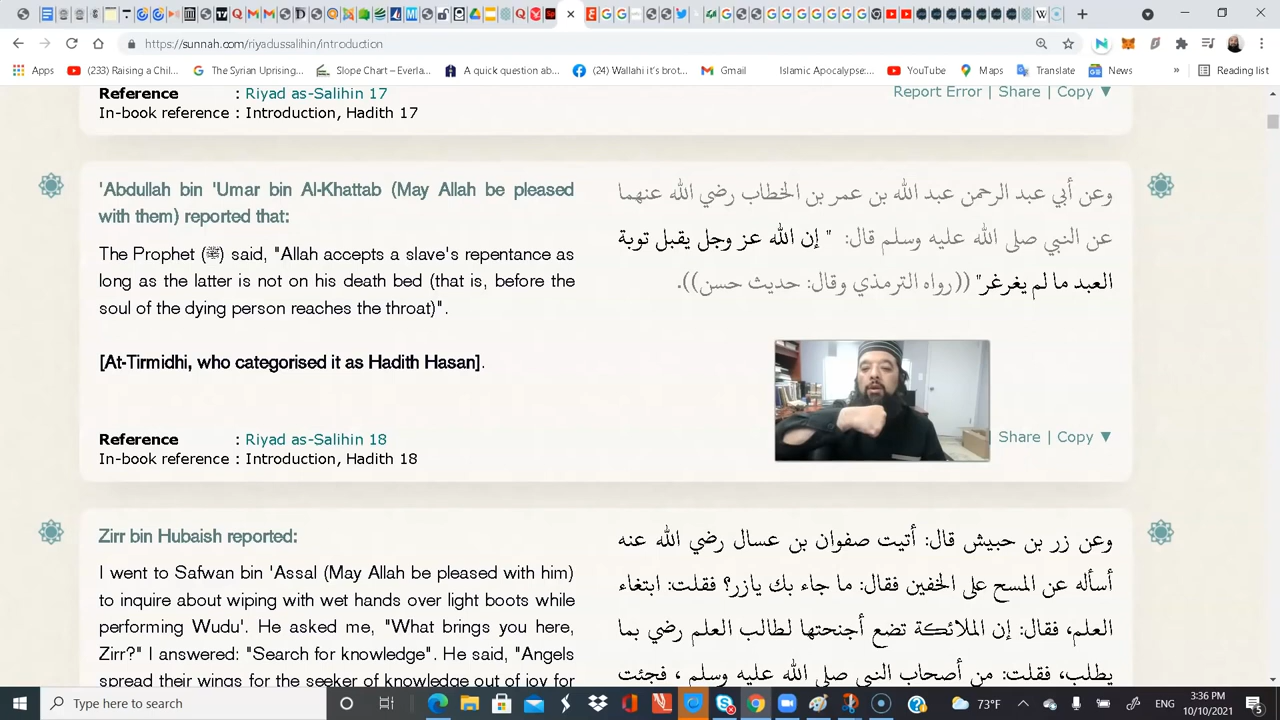 https://sunnah.com/riyadussalihin/introduction
Apps
(233) Raising a Chil...
The Syrian Uprising...
Slope Chart – Everla...
A quick question ab...
(24) Wallahi it's brot...
Gmail
Islamic Apocalypse:...
YouTube
Maps
Translate
News
»
Reading list
Reference : Riyad as-Salihin 17
In-book reference : Introduction, Hadith 17
Report Error | Share | Copy ▼
'Abdullah bin 'Umar bin Al-Khattab (May Allah be pleased
with them) reported that:
The Prophet (ﷺ) said, "Allah accepts a slave's repentance as
long as the latter is not on his death bed (that is, before the
soul of the dying person reaches the throat)".
[At-Tirmidhi, who categorised it as Hadith Hasan].
وعن أبي عبد الرحمن عبد الله بن عمر بن الخطاب رضي الله عنهما
عن النبي صلى الله عليه وسلم قال: " إن الله عز وجل يقبل توبة
العبد ما لم يغرغر" ((رواه الترمذي وقال: حديث حسن)).
Reference : Riyad as-Salihin 18
In-book reference : Introduction, Hadith 18
| Share | Copy ▼
Zirr bin Hubaish reported:
I went to Safwan bin 'Assal (May Allah be pleased with him)
to inquire about wiping with wet hands over light boots while
performing Wudu'. He asked me, "What brings you here,
Zirr?" I answered: "Search for knowledge". He said, "Angels
spread their wings for the seeker of knowledge out of joy for
وعن زر بن حبيش قال: أتيت صفوان بن عسال رضي الله عنه
أسأله عن المسح على الخفين فقال: ما جاء بك يازر؟ فقلت: ابتغاء
العلم، فقال: إن الملائكة تضع أجنحتها لطالب العلم رضي بما
يطلب، فقلت: من أصحاب النبي صلى الله عليه وسلم ، فجئت
Type here to search
73°F
3:36 PM
10/10/2021
5